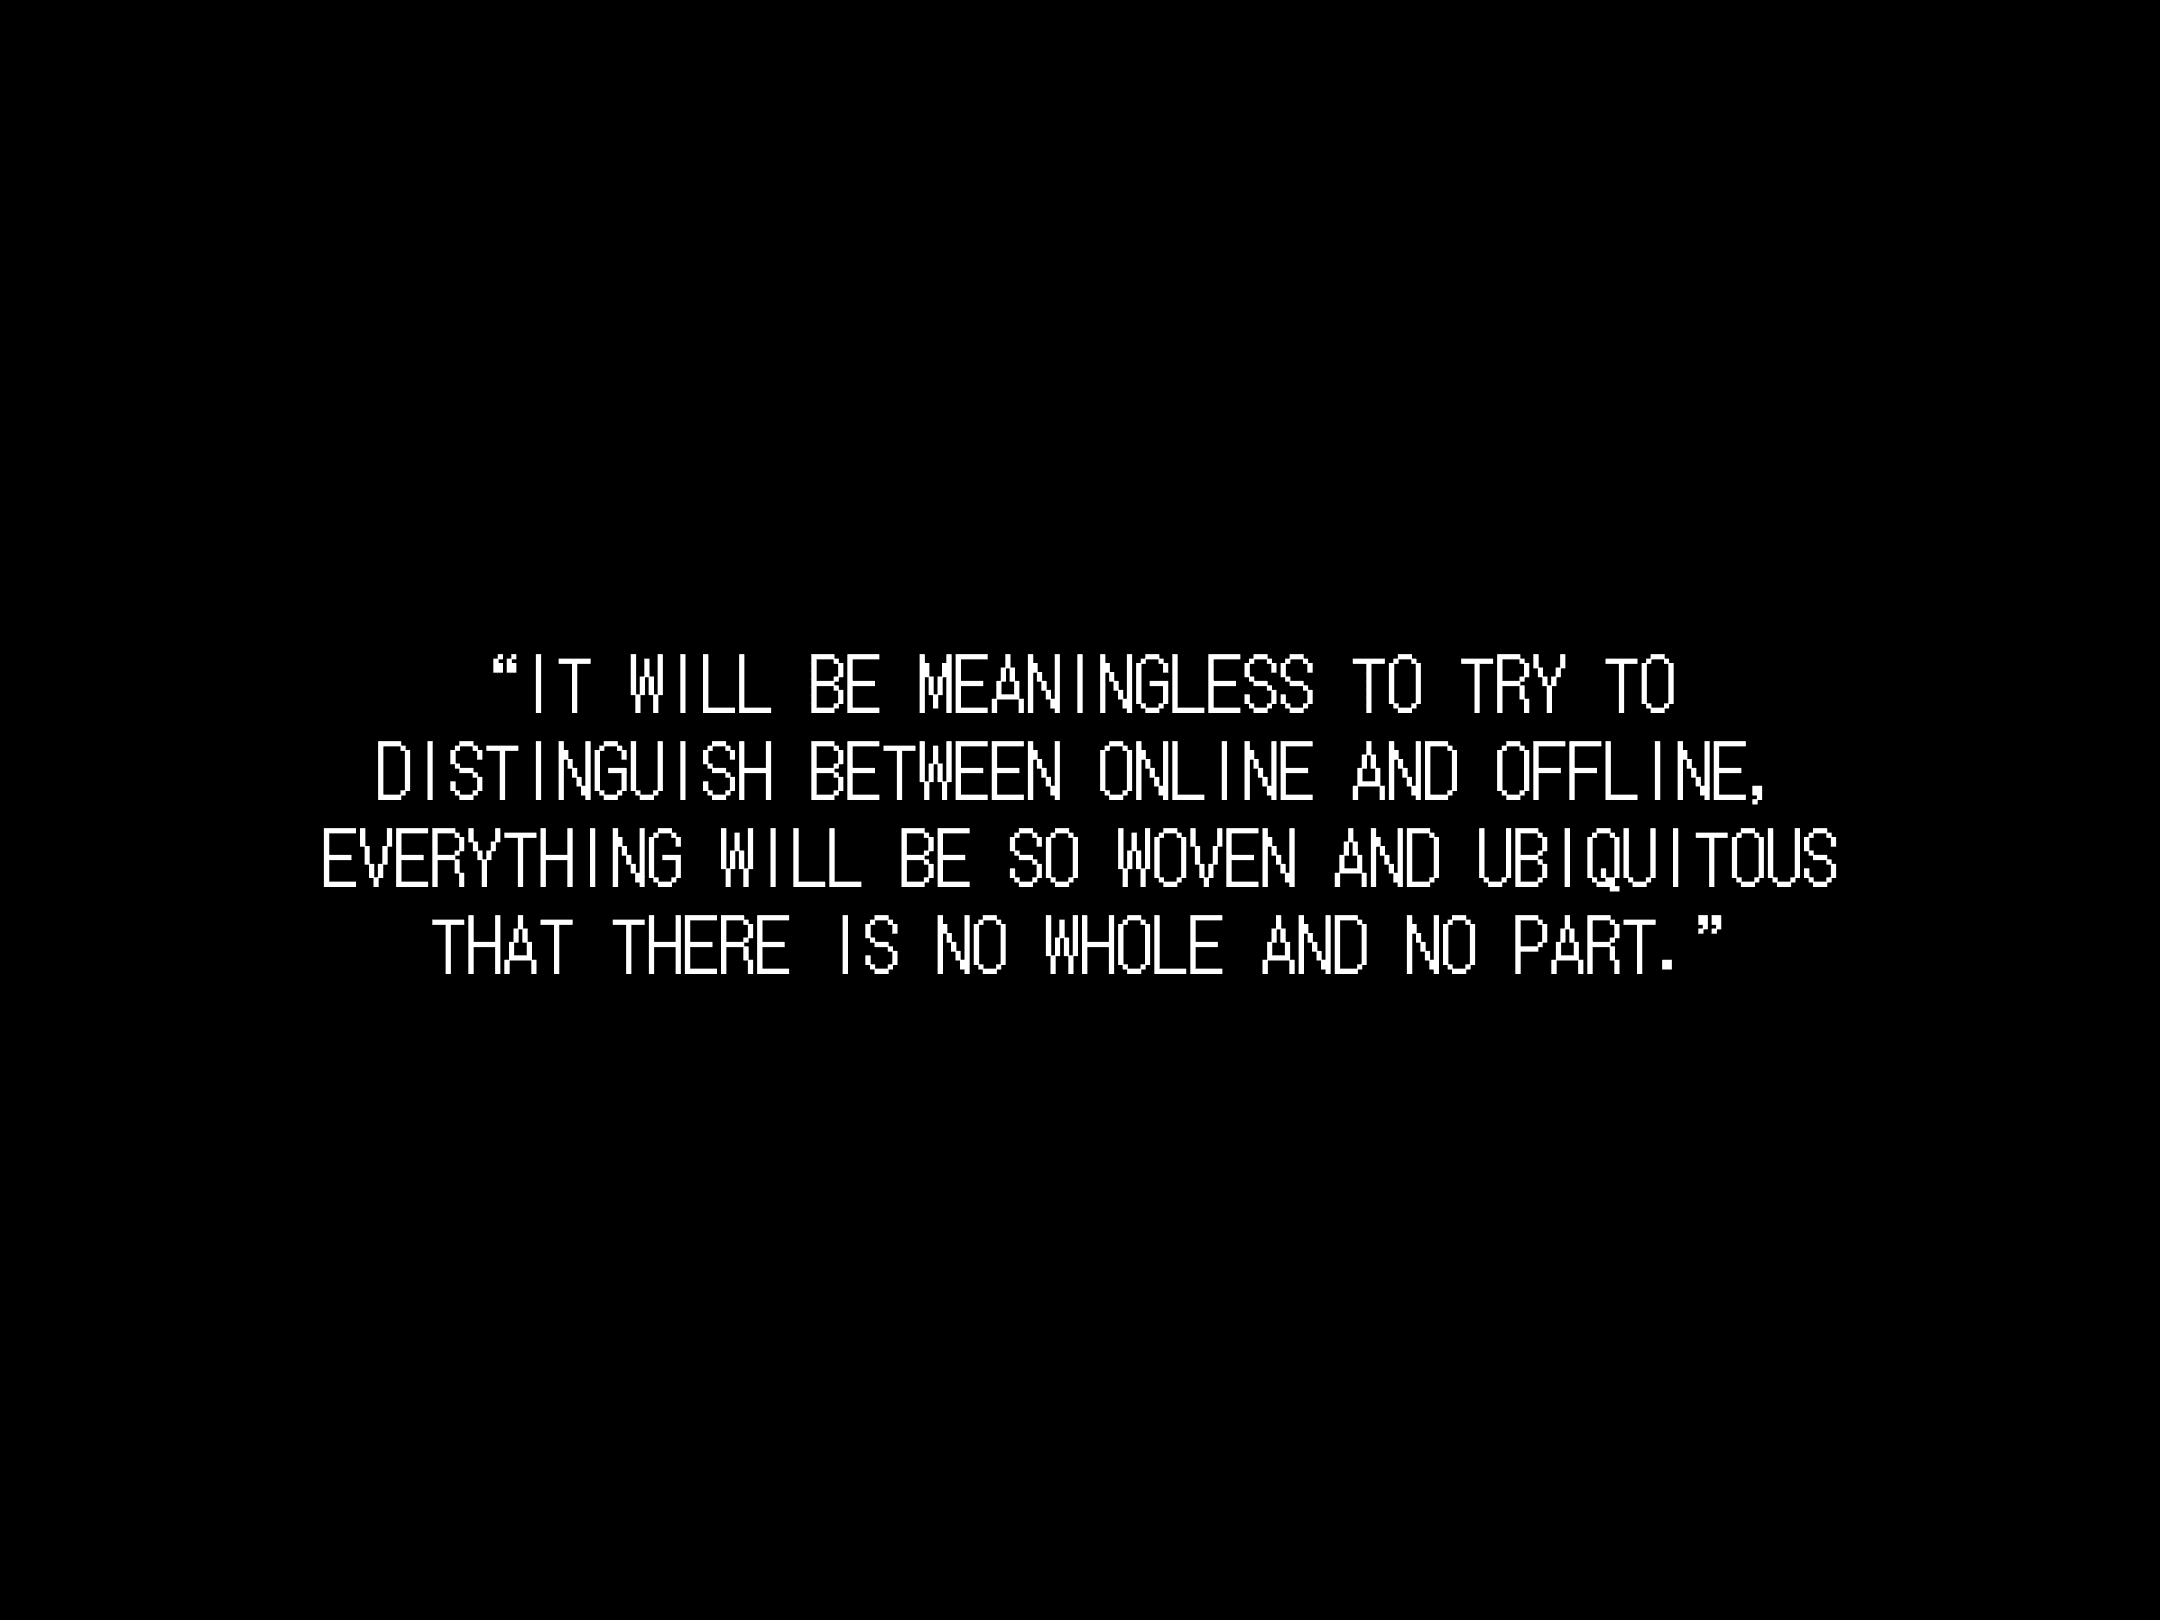 “IT WILL BE MEANINGLESS TO TRY TO
DISTINGUISH BETWEEN ONLINE AND OFFLINE,
EVERYTHING WILL BE SO WOVEN AND UBIQUITOUS
THAT THERE IS NO WHOLE AND NO PART.”